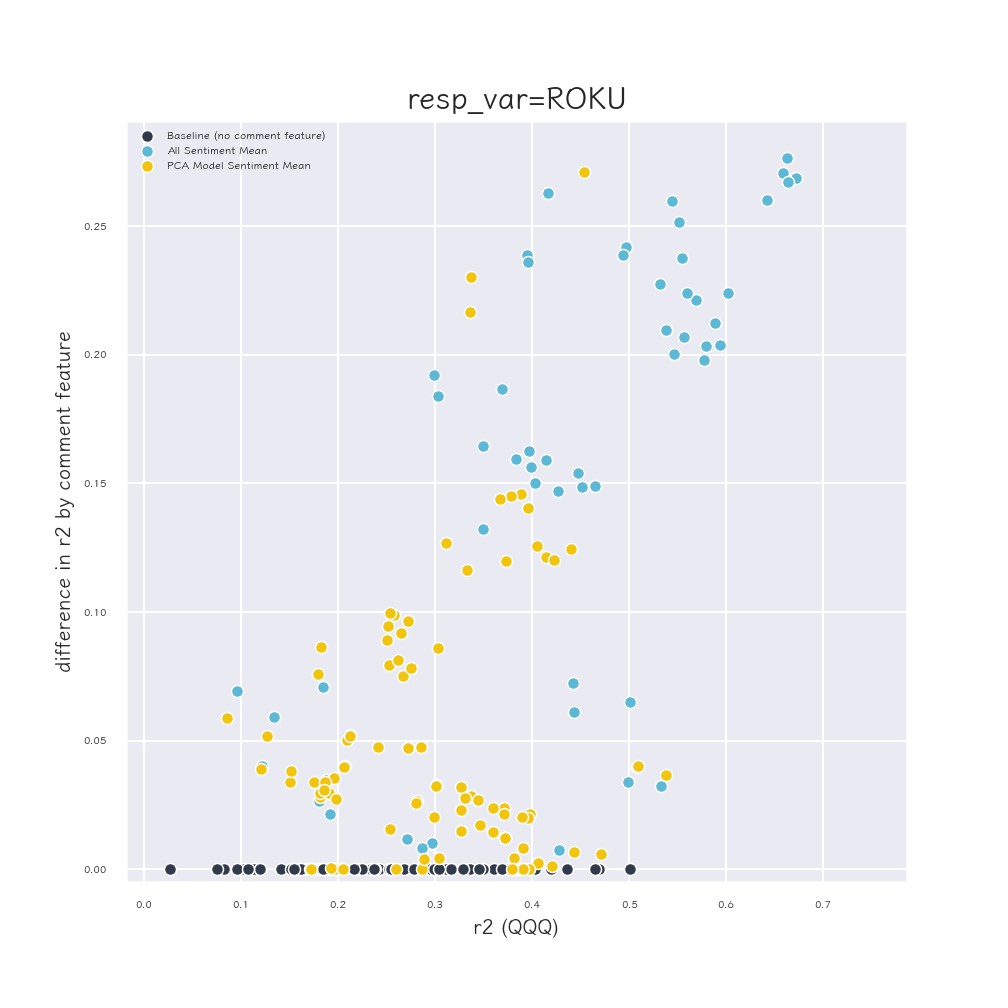 resp_var=ROKU
Baseline (no comment feature)
All Sentiment Mean
PCA Model Sentiment Mean
difference in r2 by comment feature
0.25
0.20
0.15
0.10
0.05
0.00
0.0 0.1 0.2 0.3 0.4 0.5 0.6 0.7
r2 (QQQ)